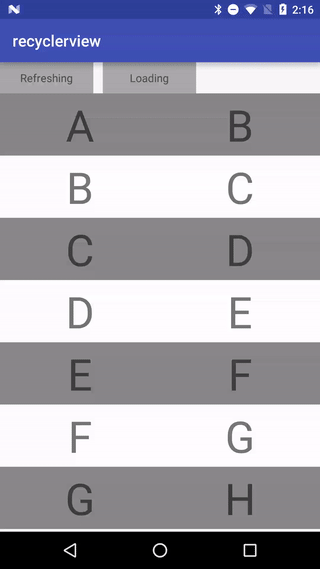 2:16
recyclerview
Refreshing Loading
A B
B C
C D
D E
E F
F G
G H